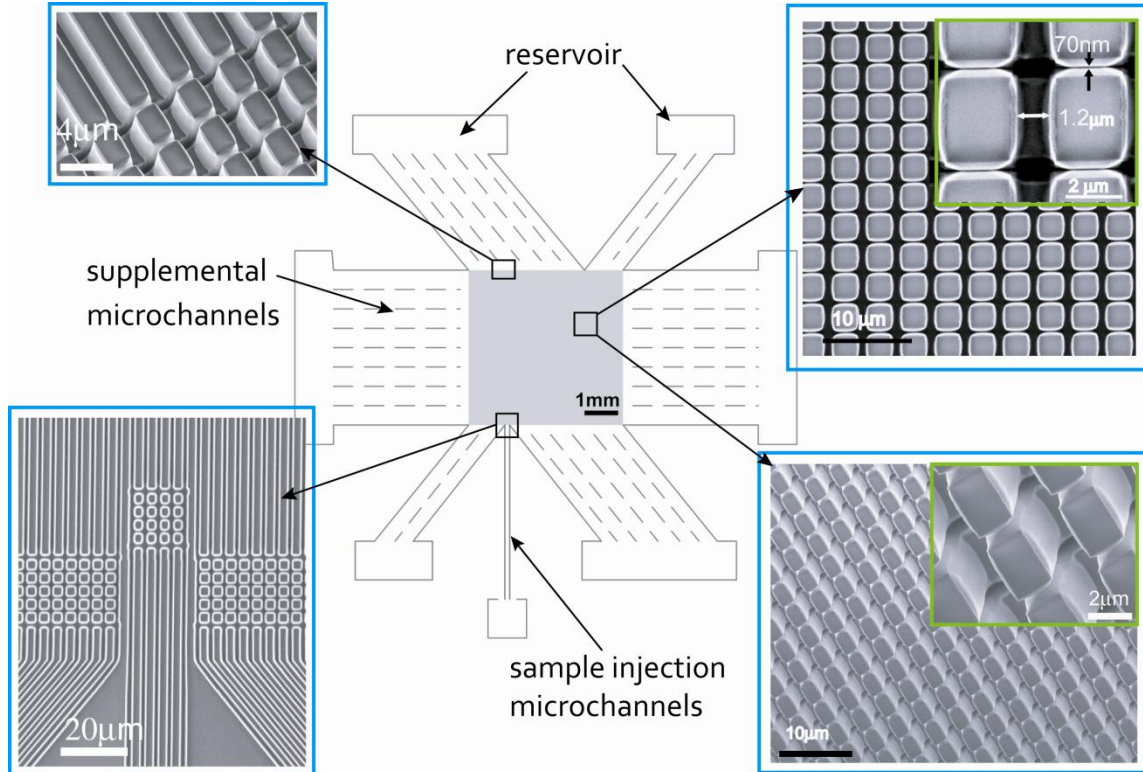 reservoir
4μm
70nm
1.2μm
2 μm
supplemental
microchannels
10 μm
1mm
2μm
20μm
sample injection
microchannels
10μm